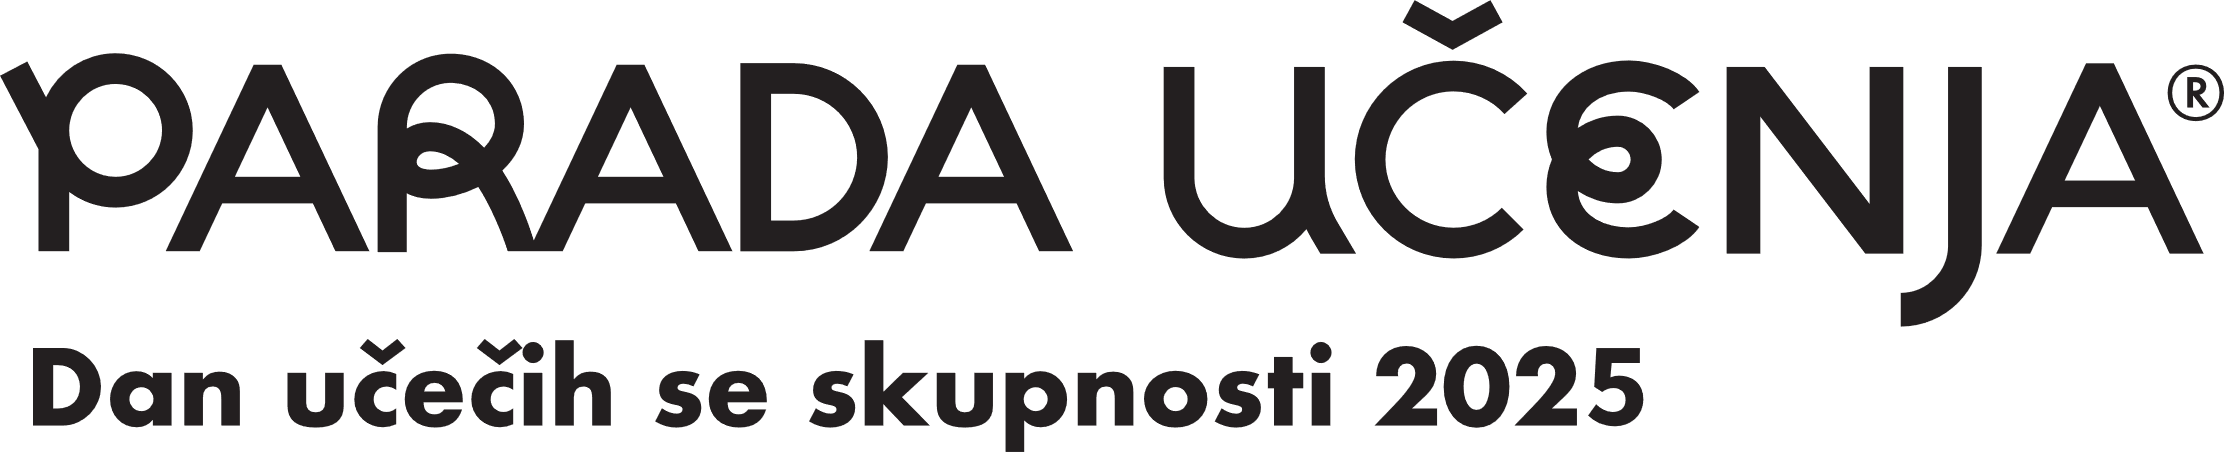 PARADA UČENJA®
Dan učečih se skupnosti 2025